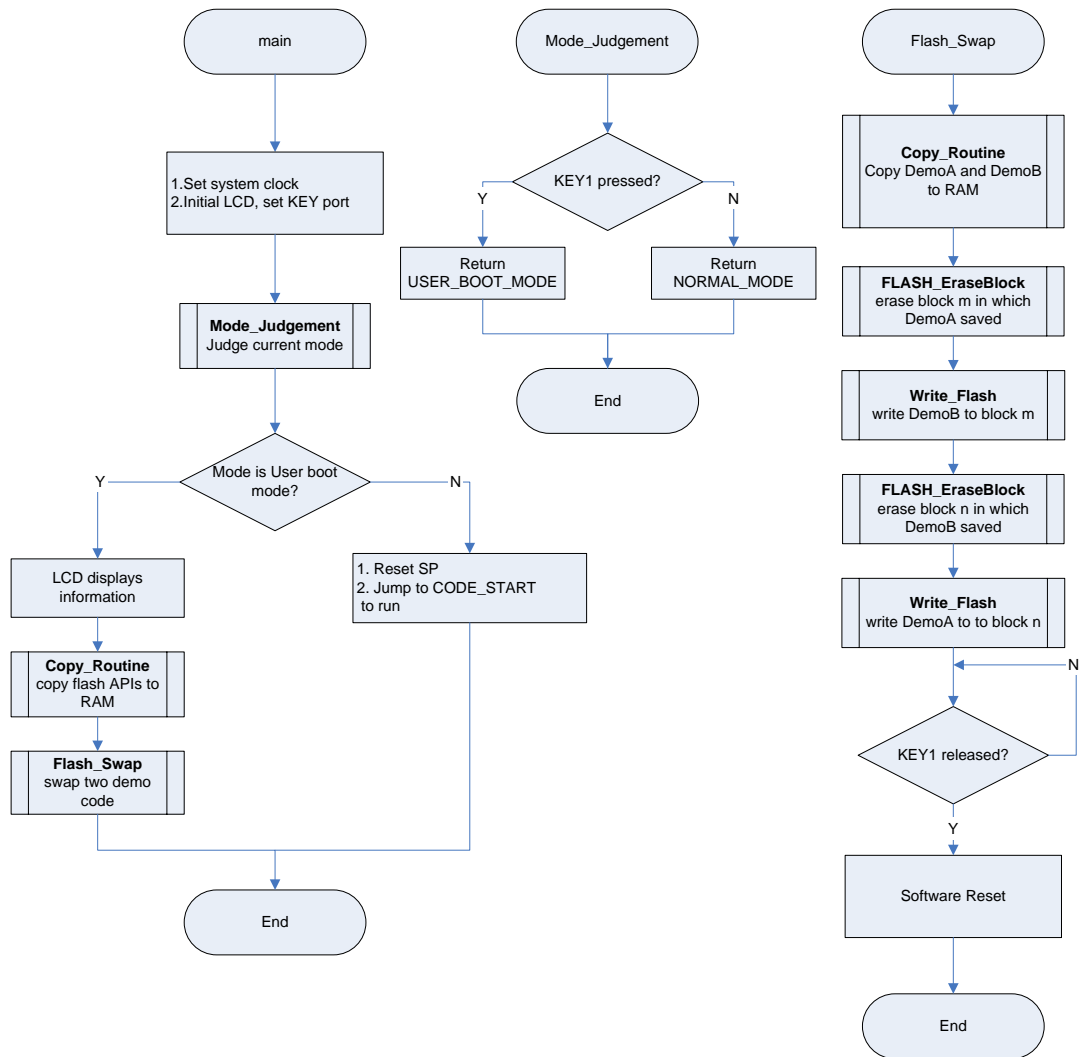 main
1.Set system clock
2.Initial LCD, set KEY port
Mode_Judgement
Judge current mode
Mode is User boot
mode?
Y
N
LCD displays
information
Copy_Routine
copy flash APIs to
RAM
Flash_Swap
swap two demo
code
1. Reset SP
2. Jump to CODE_START
to run
End
Mode_Judgement
KEY1 pressed?
Y
N
Return
USER_BOOT_MODE
Return
NORMAL_MODE
End
Flash_Swap
Copy_Routine
Copy DemoA and DemoB
to RAM
FLASH_EraseBlock
erase block m in which
DemoA saved
Write_Flash
write DemoB to block m
FLASH_EraseBlock
erase block n in which
DemoB saved
Write_Flash
write DemoA to to block n
N
KEY1 released?
Y
Software Reset
End